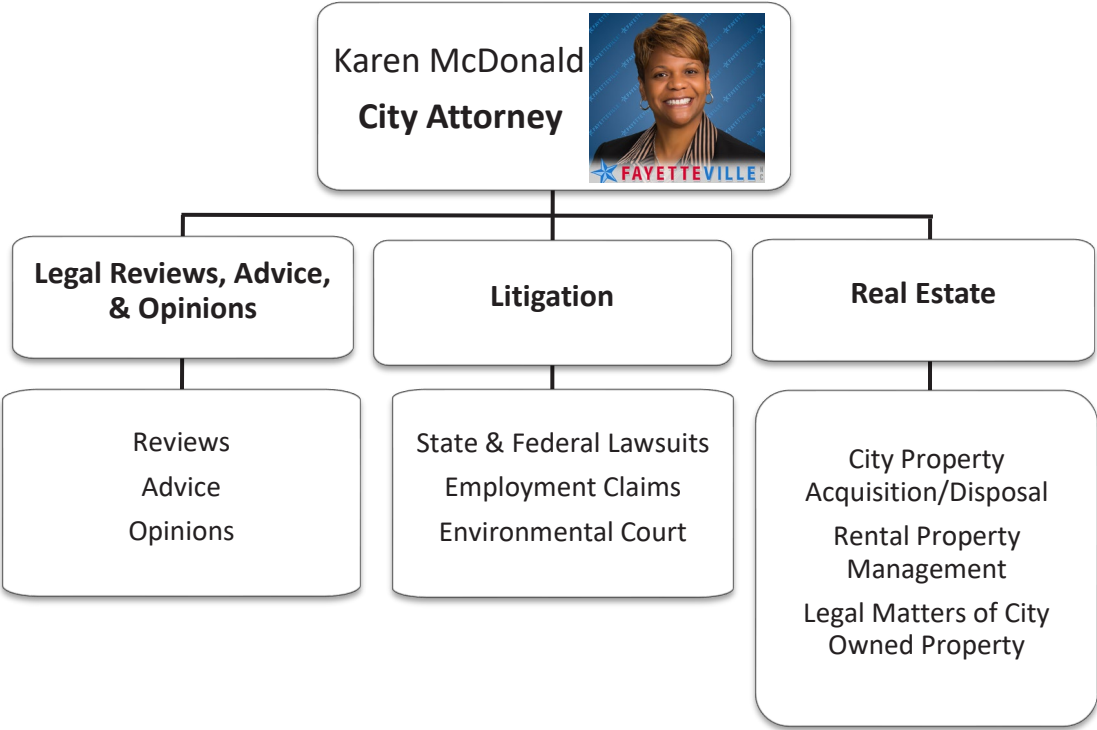 Karen McDonald
City Attorney
FAYETTEVILLE
Legal Reviews, Advice,
& Opinions
Litigation
Real Estate
Reviews
Advice
Opinions
State & Federal Lawsuits
Employment Claims
Environmental Court
City Property
Acquisition/Disposal
Rental Property
Management
Legal Matters of City
Owned Property